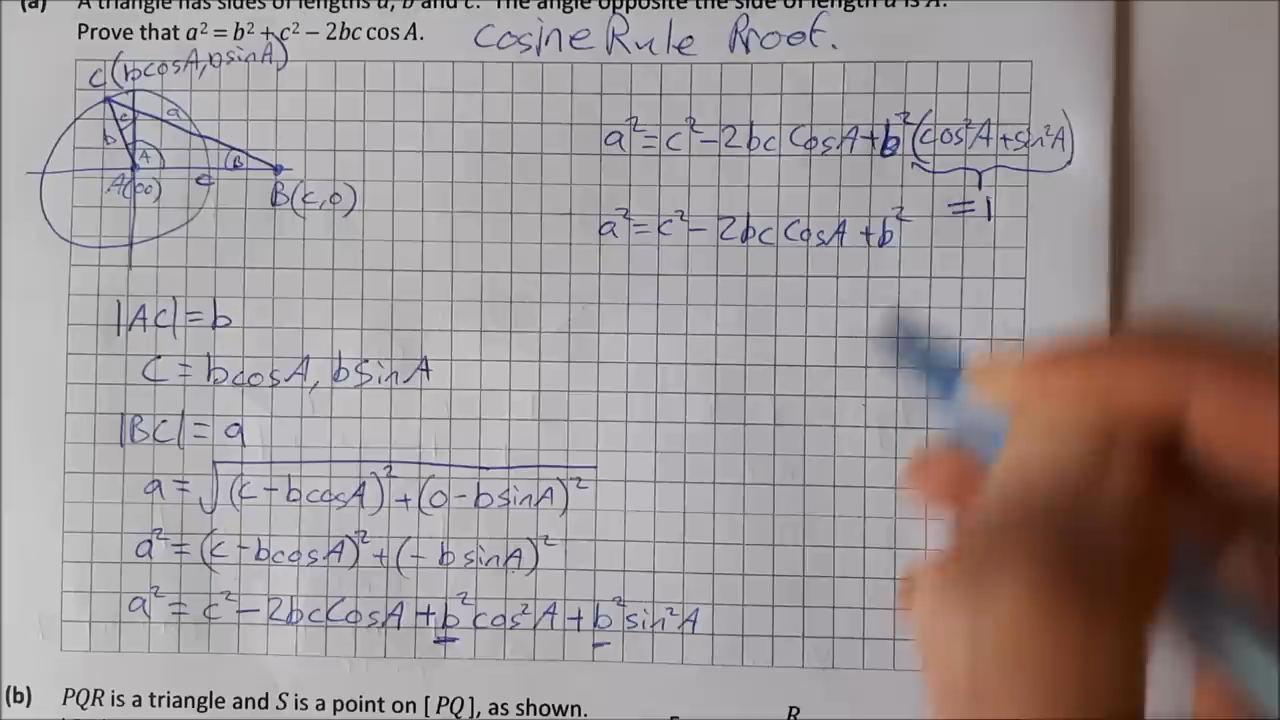 (a) A triangle has sides of lengths a, b and c. The angle opposite the side of length a is A.
Prove that a² = b² + c² – 2bc cos A. Cosine Rule Proof.
C(bcosA, bsinA)
c
a
b
A
B
A(00)
c
B(c,0)
a² = c² – 2bc CosA + b²(cos²A + sin²A)
= 1
a² = c² – 2bc CosA + b²
|AC| = b
C = bcosA, bSinA
|BC| = a
a = √(c – bcosA)² + (0 – bsinA)²
a² = (c – bcosA)² + (– bsinA)²
a² = c² – 2bcCosA + b²cos²A + b²sin²A
(b) PQR is a triangle and S is a point on [PQ], as shown.
R